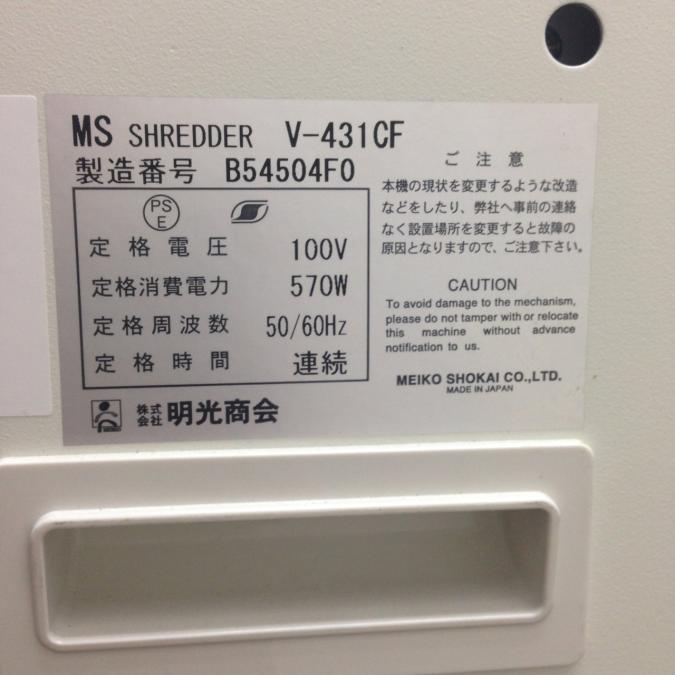 MS SHREDDER V-431CF
製造番号 B54504F0
PS
E
定格電圧 100V
定格消費電力 570W
定格周波数 50/60Hz
定格時間 連続
株式
会社 明光商会
ご注意
本機の現状を変更するような改造
などをしたり、弊社へ事前の連絡
なく設置場所を変更すると故障の
原因となりますので、ご注意下さい。
CAUTION
To avoid damage to the mechanism,
please do not tamper with or relocate
this machine without advance
notification to us.
MEIKO SHOKAI CO.,LTD.
MADE IN JAPAN